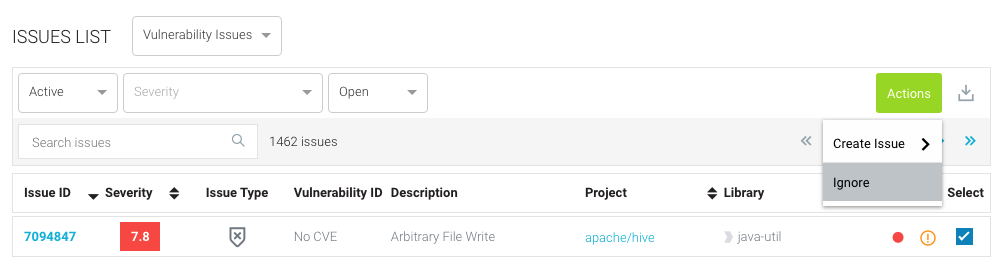 ISSUES LIST Vulnerability Issues
Active Severity Open Actions
Search issues 1462 issues Create Issue
Ignore
Issue ID Severity Issue Type Vulnerability ID Description Project Library Select
7094847 7.8 No CVE Arbitrary File Write apache/hive java-util